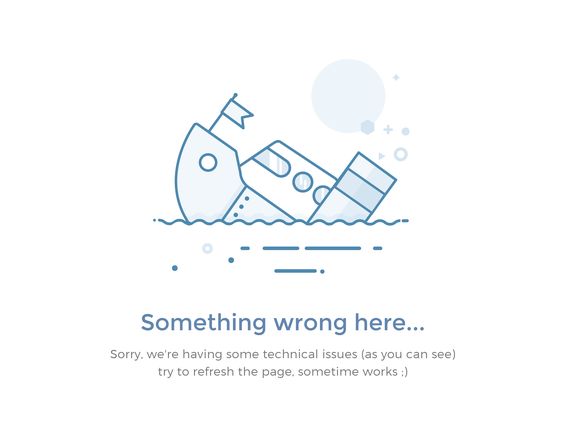 Something wrong here...
Sorry, we're having some technical issues (as you can see)
try to refresh the page, sometime works ;)